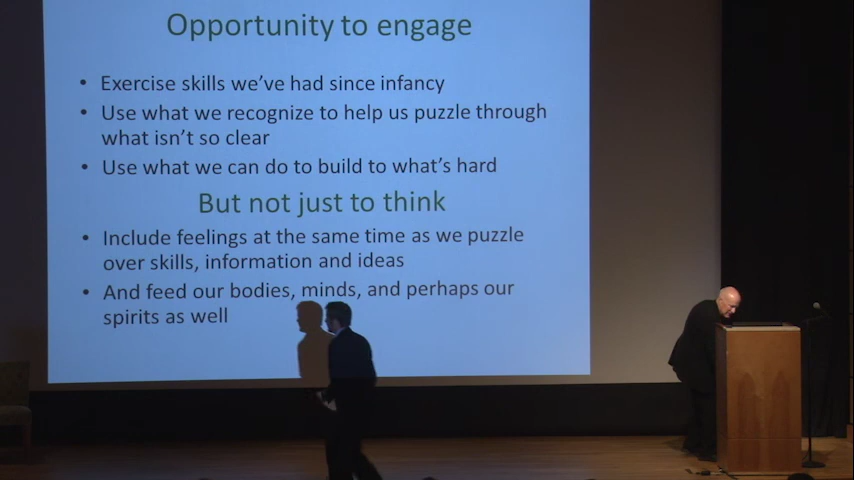 Opportunity to engage
• Exercise skills we've had since infancy
• Use what we recognize to help us puzzle through
what isn't so clear
• Use what we can do to build to what's hard
But not just to think
• Include feelings at the same time as we puzzle
over skills, information and ideas
• And feed our bodies, minds, and perhaps our
spirits as well